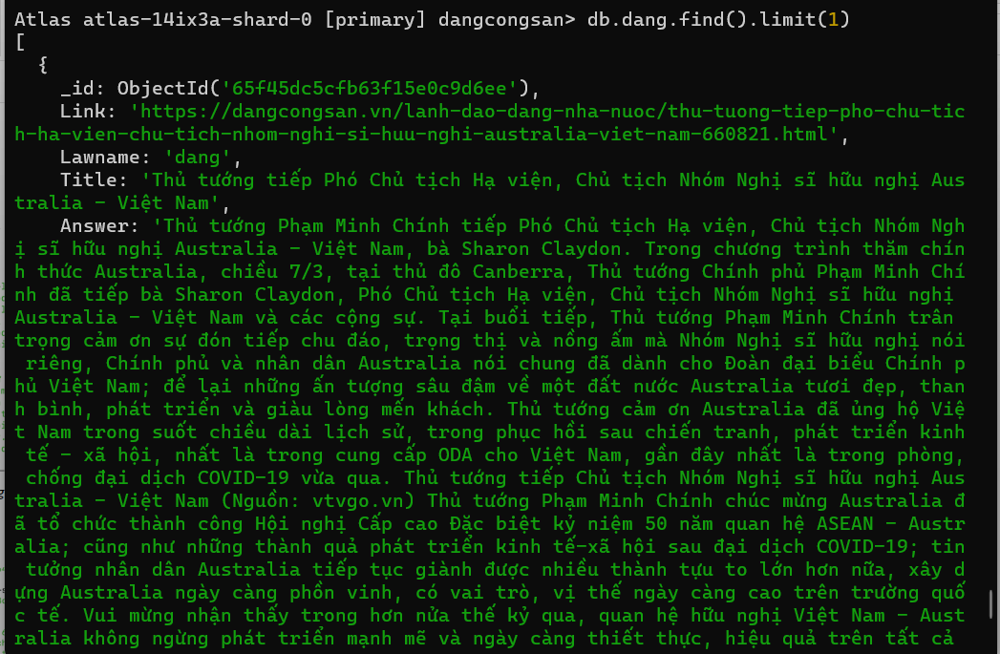 Atlas atlas-14ix3a-shard-0 [primary] dangcongsan> db.dang.find().limit(1)
[
  {
    _id: ObjectId('65f45dc5cfb63f15e0c9d6ee'),
    Link: 'https://dangcongsan.vn/lanh-dao-dang-nha-nuoc/thu-tuong-tiep-pho-chu-tic
h-ha-vien-chu-tich-nhom-nghi-si-huu-nghi-australia-viet-nam-660821.html',
    Lawname: 'dang',
    Title: 'Thủ tướng tiếp Phó Chủ tịch Hạ viện, Chủ tịch Nhóm Nghị sĩ hữu nghị Aus
tralia - Việt Nam',
    Answer: 'Thủ tướng Phạm Minh Chính tiếp Phó Chủ tịch Hạ viện, Chủ tịch Nhóm Ngh
ị sĩ hữu nghị Australia - Việt Nam, bà Sharon Claydon. Trong chương trình thăm chín
h thức Australia, chiều 7/3, tại thủ đô Canberra, Thủ tướng Chính phủ Phạm Minh Chí
nh đã tiếp bà Sharon Claydon, Phó Chủ tịch Hạ viện, Chủ tịch Nhóm Nghị sĩ hữu nghị
Australia - Việt Nam và các cộng sự. Tại buổi tiếp, Thủ tướng Phạm Minh Chính trân
trọng cảm ơn sự đón tiếp chu đáo, trọng thị và nồng ấm mà Nhóm Nghị sĩ hữu nghị nói
 riêng, Chính phủ và nhân dân Australia nói chung đã dành cho Đoàn đại biểu Chính p
hủ Việt Nam; để lại những ấn tượng sâu đậm về một đất nước Australia tươi đẹp, than
h bình, phát triển và giàu lòng mến khách. Thủ tướng cảm ơn Australia đã ủng hộ Việ
t Nam trong suốt chiều dài lịch sử, trong phục hồi sau chiến tranh, phát triển kinh
 tế - xã hội, nhất là trong cung cấp ODA cho Việt Nam, gần đây nhất là trong phòng,
 chống đại dịch COVID-19 vừa qua. Thủ tướng tiếp Chủ tịch Nhóm Nghị sĩ hữu nghị Aus
tralia - Việt Nam (Nguồn: vtvgo.vn) Thủ tướng Phạm Minh Chính chúc mừng Australia đ
ã tổ chức thành công Hội nghị Cấp cao Đặc biệt kỷ niệm 50 năm quan hệ ASEAN - Austr
alia; cũng như những thành quả phát triển kinh tế-xã hội sau đại dịch COVID-19; tin
 tưởng nhân dân Australia tiếp tục giành được nhiều thành tựu to lớn hơn nữa, xây d
ựng Australia ngày càng phồn vinh, có vai trò, vị thế ngày càng cao trên trường quố
c tế. Vui mừng nhận thấy trong hơn nửa thế kỷ qua, quan hệ hữu nghị Việt Nam - Aust
ralia không ngừng phát triển mạnh mẽ và ngày càng thiết thực, hiệu quả trên tất cả